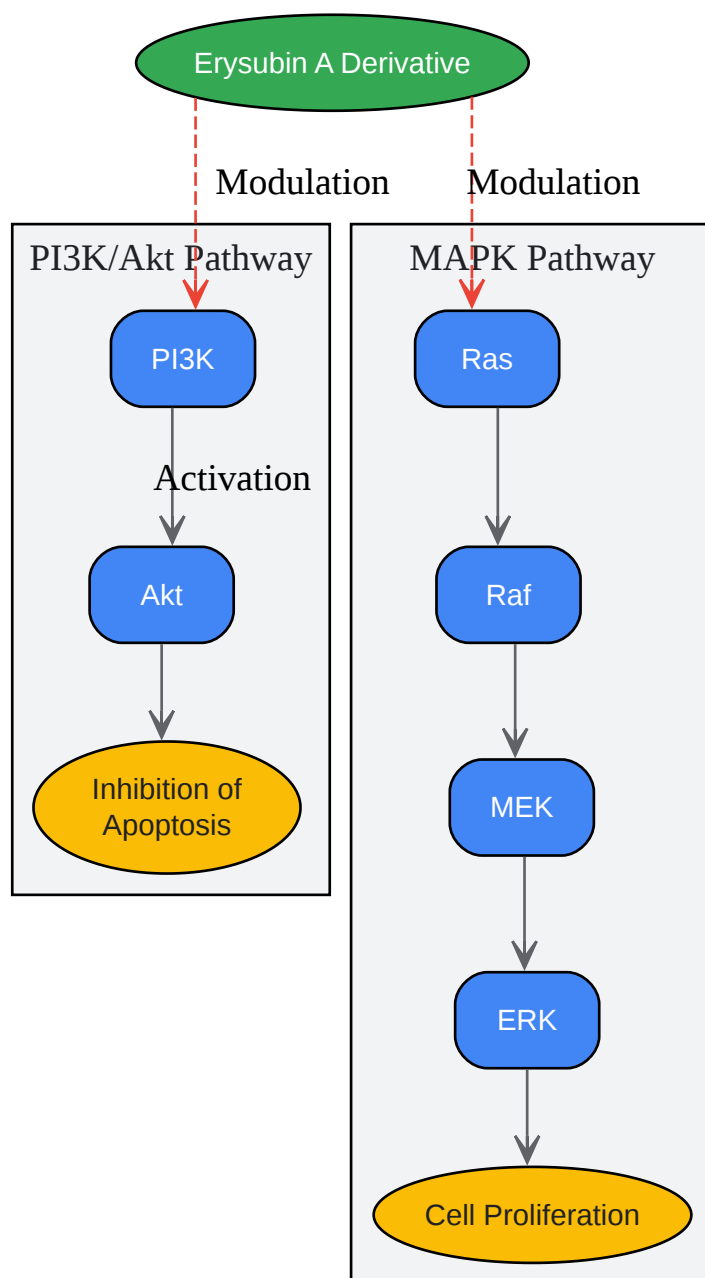 Erysubin A Derivative
Modulation
Modulation
PI3K/Akt Pathway
MAPK Pathway
PI3K
Ras
Activation
Akt
Raf
Inhibition of
Apoptosis
MEK
ERK
Cell Proliferation